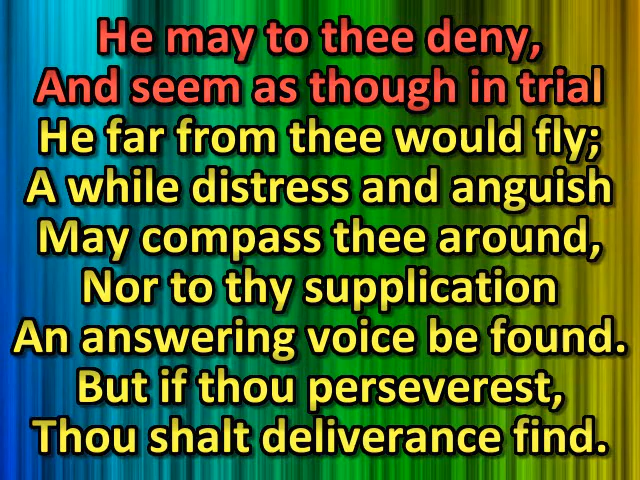 He may to thee deny,
And seem as though in trial
He far from thee would fly;
A while distress and anguish
May compass thee around,
Nor to thy supplication
An answering voice be found.
But if thou perseverest,
Thou shalt deliverance find.